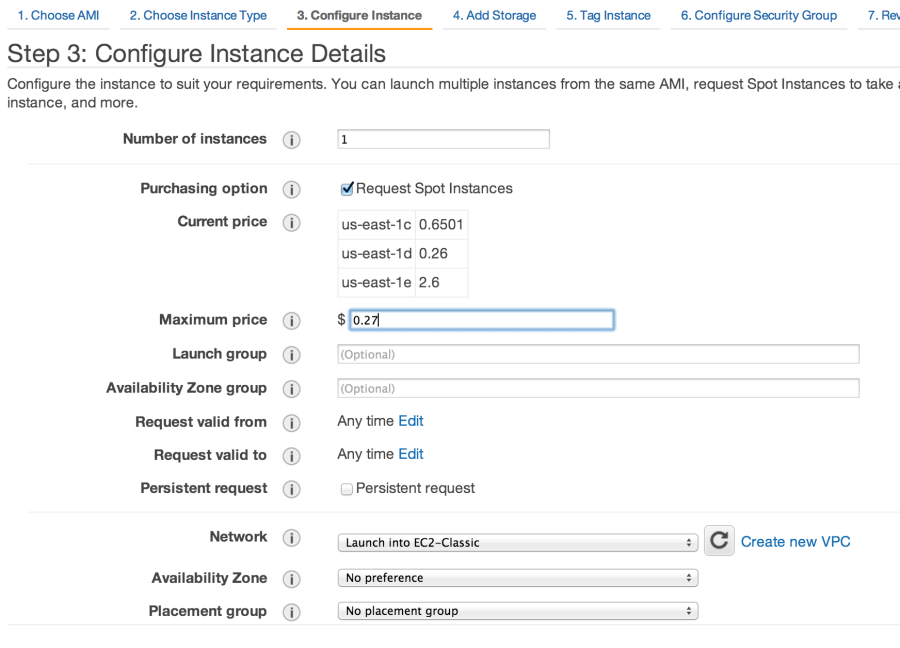 1. Choose AMI 2. Choose Instance Type 3. Configure Instance 4. Add Storage 5. Tag Instance 6. Configure Security Group 7. Rev
Step 3: Configure Instance Details
Configure the instance to suit your requirements. You can launch multiple instances from the same AMI, request Spot Instances to take a
instance, and more.
Number of instances i 1
Purchasing option i Request Spot Instances
Current price i us-east-1c 0.6501
us-east-1d 0.26
us-east-1e 2.6
Maximum price i $ 0.27
Launch group i (Optional)
Availability Zone group i (Optional)
Request valid from i Any time Edit
Request valid to i Any time Edit
Persistent request i Persistent request
Network i Launch into EC2-Classic Create new VPC
Availability Zone i No preference
Placement group i No placement group